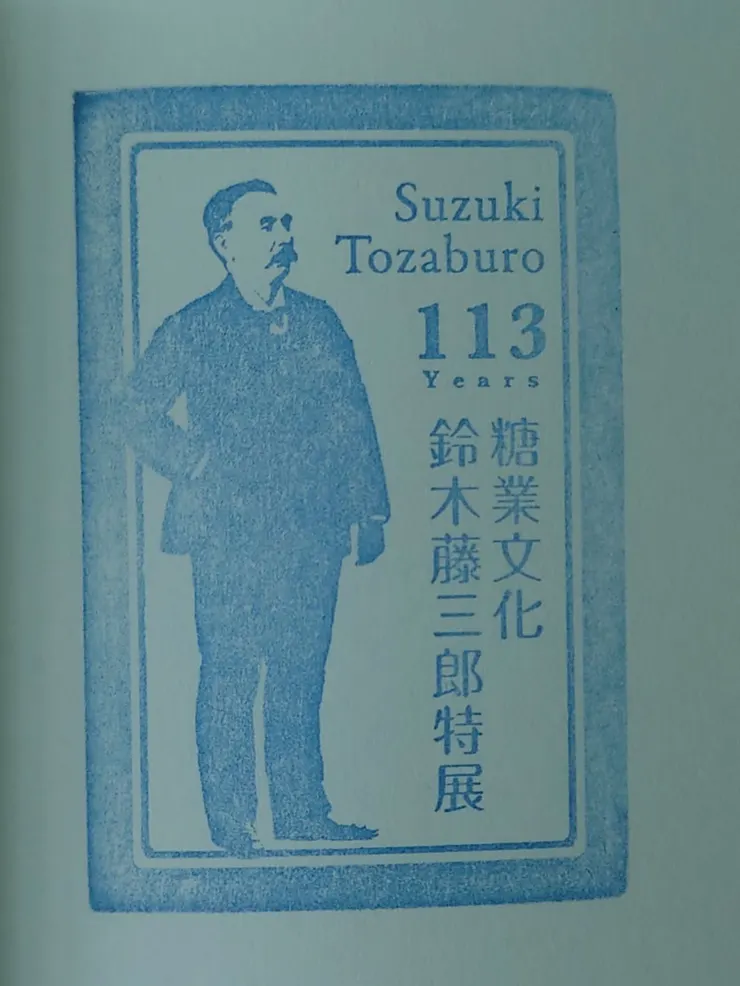 Suzuki
Tozaburo
113
Years
糖業文化
鈴木藤三郎特展